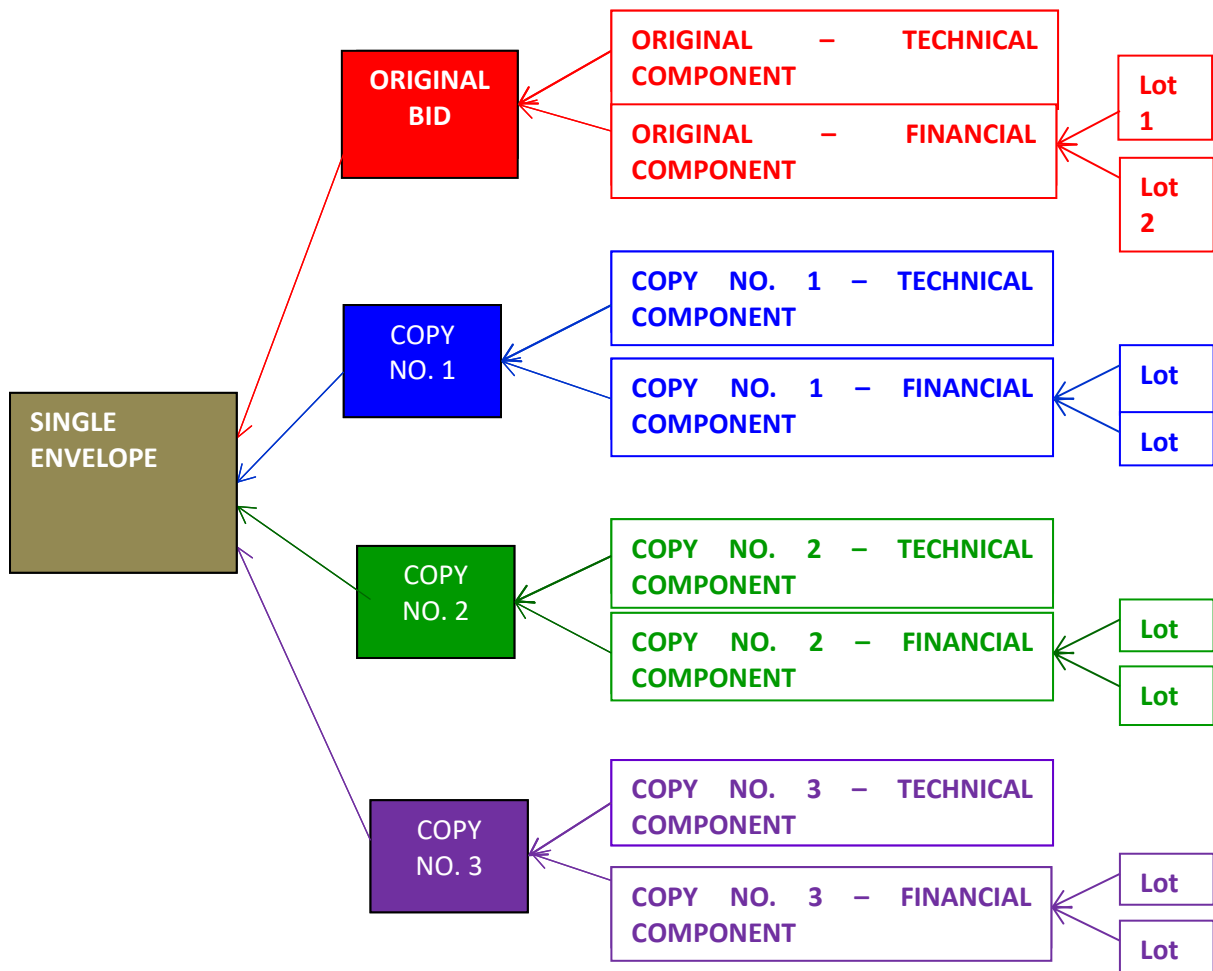 ORIGINAL – TECHNICAL
COMPONENT
ORIGINAL
BID
ORIGINAL – FINANCIAL
COMPONENT
Lot
1
Lot
2
COPY NO. 1 – TECHNICAL
COMPONENT
COPY
NO. 1
COPY NO. 1 – FINANCIAL
COMPONENT
Lot
Lot
SINGLE
ENVELOPE
COPY NO. 2 – TECHNICAL
COMPONENT
COPY
NO. 2
COPY NO. 2 – FINANCIAL
COMPONENT
Lot
Lot
COPY NO. 3 – TECHNICAL
COMPONENT
COPY
NO. 3
COPY NO. 3 – FINANCIAL
COMPONENT
Lot
Lot